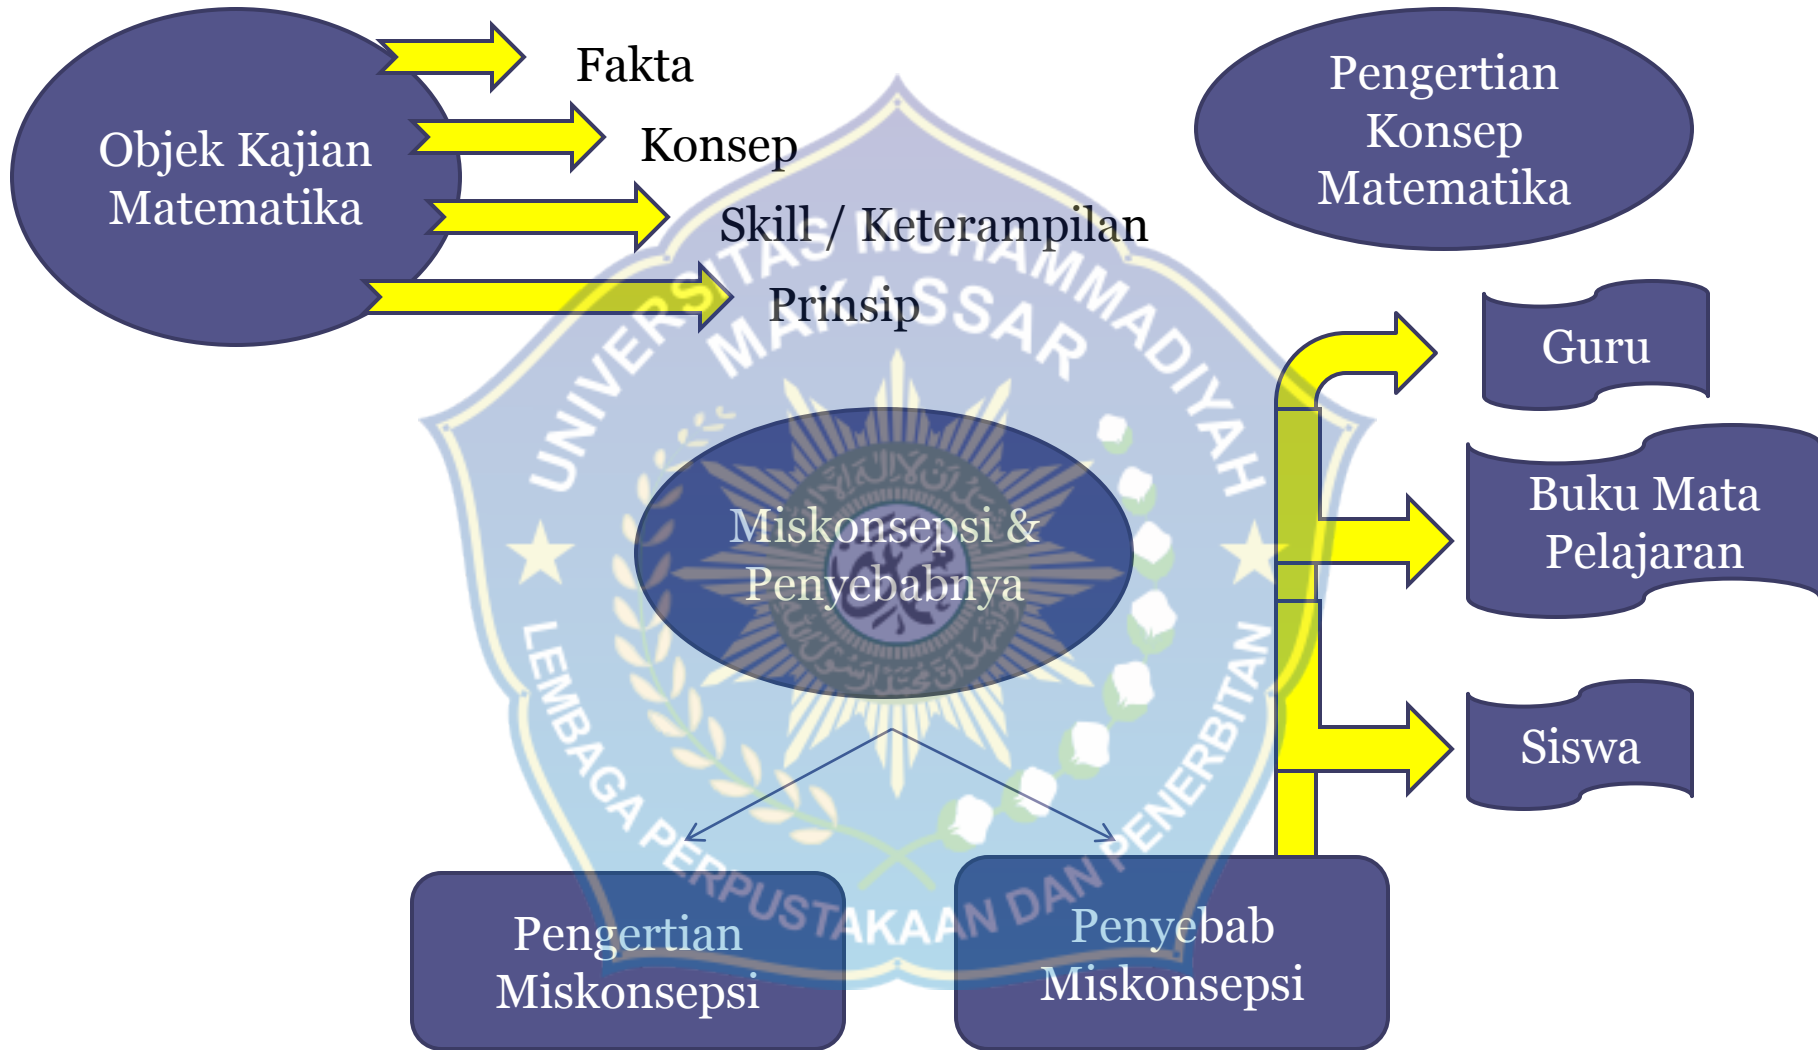 Objek Kajian
Matematika
Fakta
Konsep
Skill / Keterampilan
Prinsip
Pengertian
Konsep
Matematika
UNIVERSITAS MUHAMMADIYAH
MAKASSAR
Guru
Buku Mata
Pelajaran
Siswa
Miskonsepsi &
Penyebabnya
LEMBAGA PERPUSTAKAAN DAN PENERBITAN
Pengertian
Miskonsepsi
Penyebab
Miskonsepsi